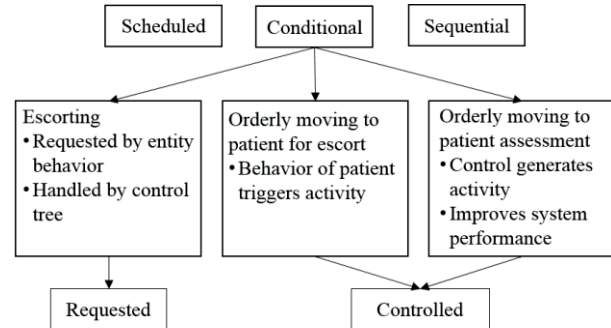 Scheduled
Conditional
Sequential
Escorting
•Requested by entity
behavior
•Handled by control
tree
Orderly moving to
patient for escort
•Behavior of patient
triggers activity
Orderly moving to
patient assessment
•Control generates
activity
•Improves system
performance
Requested
Controlled